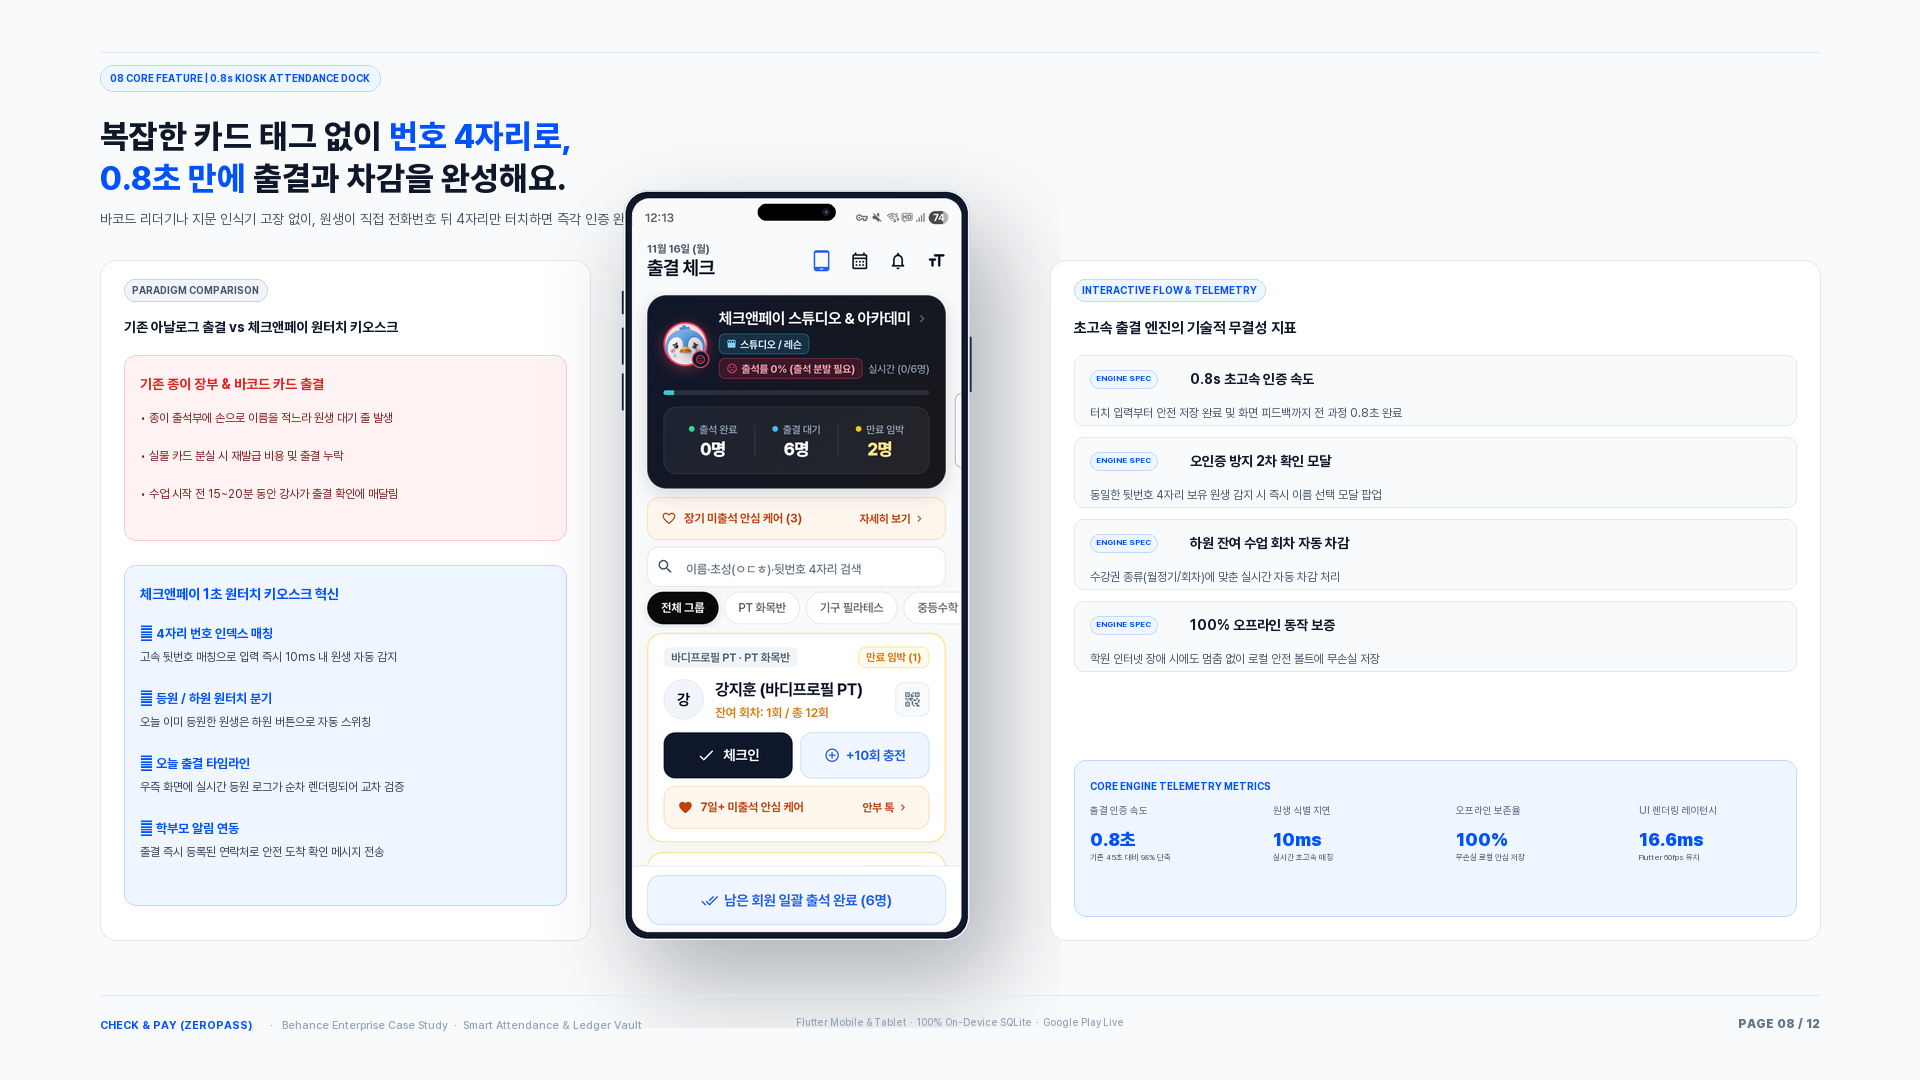 08 CORE FEATURE | 0.8s KIOSK ATTENDANCE DOCK
복잡한 카드 태그 없이 번호 4자리로,
0.8초 만에 출결과 차감을 완성해요.
바코드 리더기나 지문 인식기 고장 없이, 원생이 직접 전화번호 뒤 4자리만 터치하면 즉각 인증 완
PARADIGM COMPARISON
기존 아날로그 출결 vs 체크앤페이 원터치 키오스크
기존 종이 장부 & 바코드 카드 출결
• 종이 출석부에 손으로 이름을 적느라 원생 대기 줄 발생
• 실물 카드 분실 시 재발급 비용 및 출결 누락
• 수업 시작 전 15~20분 동안 강사가 출결 확인에 매달림
체크앤페이 1초 원터치 키오스크 혁신
4자리 번호 인덱스 매칭
고속 뒷번호 매칭으로 입력 즉시 10ms 내 원생 자동 감지
등원 / 하원 원터치 분기
오늘 이미 등원한 원생은 하원 버튼으로 자동 스위칭
오늘 출결 타임라인
우측 화면에 실시간 등원 로그가 순차 렌더링되어 교차 검증
학부모 알림 연동
출결 즉시 등록된 연락처로 안전 도착 확인 메시지 전송
12:13
74
11월 16일 (월)
출결 체크
체크앤페이 스튜디오 & 아카데미
스튜디오 / 레슨
출석률 0% (출석 분발 필요) 실시간 (0/6명)
출석 완료 출결 대기 만료 임박
0명 6명 2명
장기 미출석 안심 케어 (3) 자세히 보기
이름·초성(ㅇㄷㅎ)·뒷번호 4자리 검색
전체 그룹 PT 화목반 기구 필라테스 중등수학
바디프로필 PT · PT 화목반 만료 임박 (1)
강 강지훈 (바디프로필 PT)
잔여 회차: 1회 / 총 12회
체크인 +10회 충전
7일+ 미출석 안심 케어 안부 톡
남은 회원 일괄 출석 완료 (6명)
INTERACTIVE FLOW & TELEMETRY
초고속 출결 엔진의 기술적 무결성 지표
ENGINE SPEC 0.8s 초고속 인증 속도
터치 입력부터 안전 저장 완료 및 화면 피드백까지 전 과정 0.8초 완료
ENGINE SPEC 오인증 방지 2차 확인 모달
동일한 뒷번호 4자리 보유 원생 감지 시 즉시 이름 선택 모달 팝업
ENGINE SPEC 하원 잔여 수업 회차 자동 차감
수강권 종류(월정기/회차)에 맞춘 실시간 자동 차감 처리
ENGINE SPEC 100% 오프라인 동작 보증
학원 인터넷 장애 시에도 멈춤 없이 로컬 안전 볼트에 무손실 저장
CORE ENGINE TELEMETRY METRICS
출결 인증 속도 원생 식별 지연 오프라인 보존율 UI 렌더링 레이턴시
0.8초 10ms 100% 16.6ms
기존 45초 대비 98% 단축 실시간 초고속 매칭 무손실 로컬 안심 저장 Flutter 60fps 유지
CHECK & PAY (ZEROPASS) · Behance Enterprise Case Study · Smart Attendance & Ledger Vault
Flutter Mobile & Tablet · 100% On-Device SQLite · Google Play Live
PAGE 08 / 12